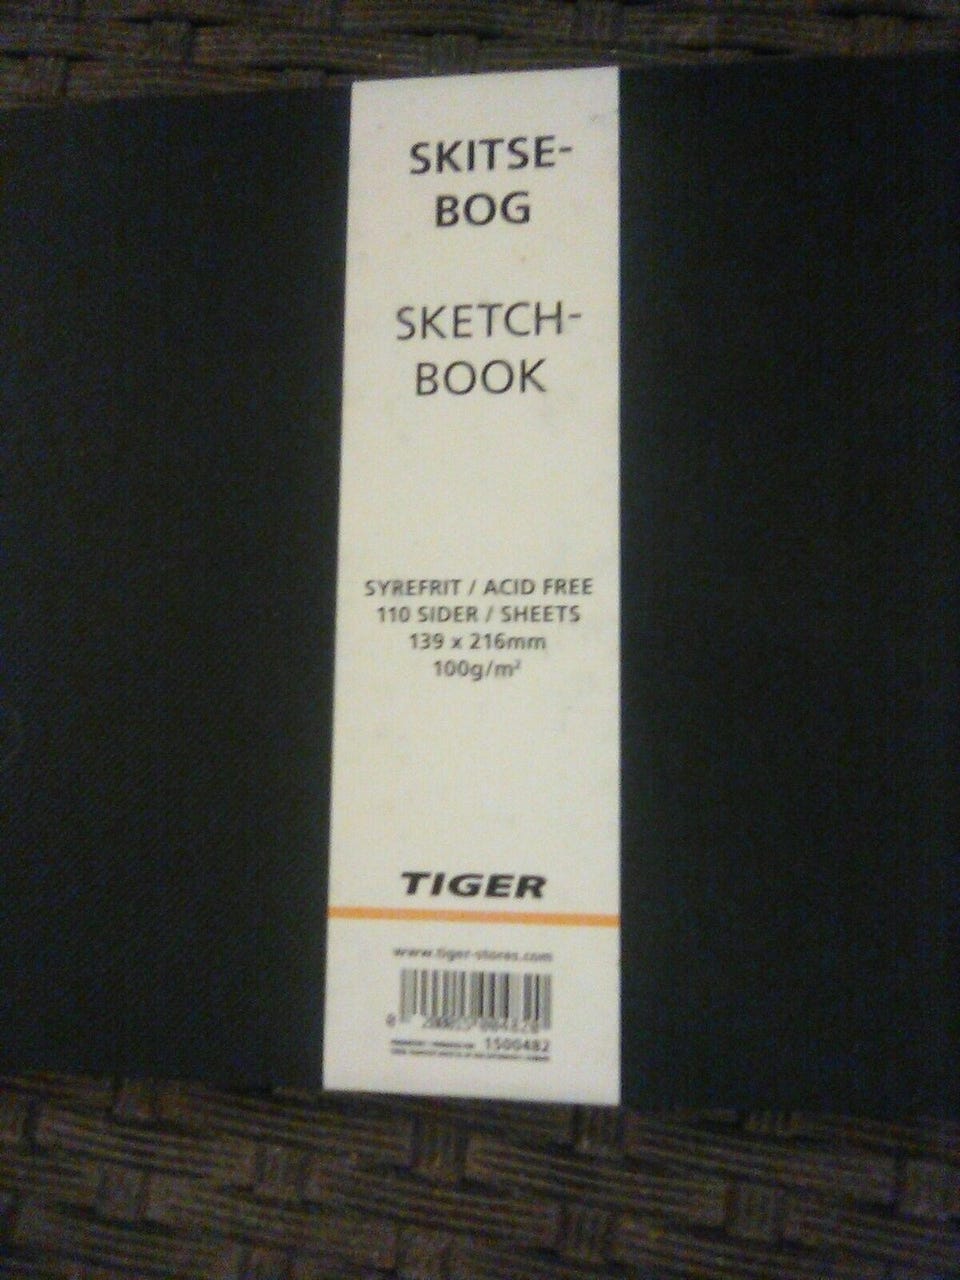 SKITSE-
BOG
SKETCH-
BOOK
SYREFRIT / ACID FREE
110 SIDER / SHEETS
139 x 216mm
100g/m²
TIGER
www.tiger-stores.com
1500482